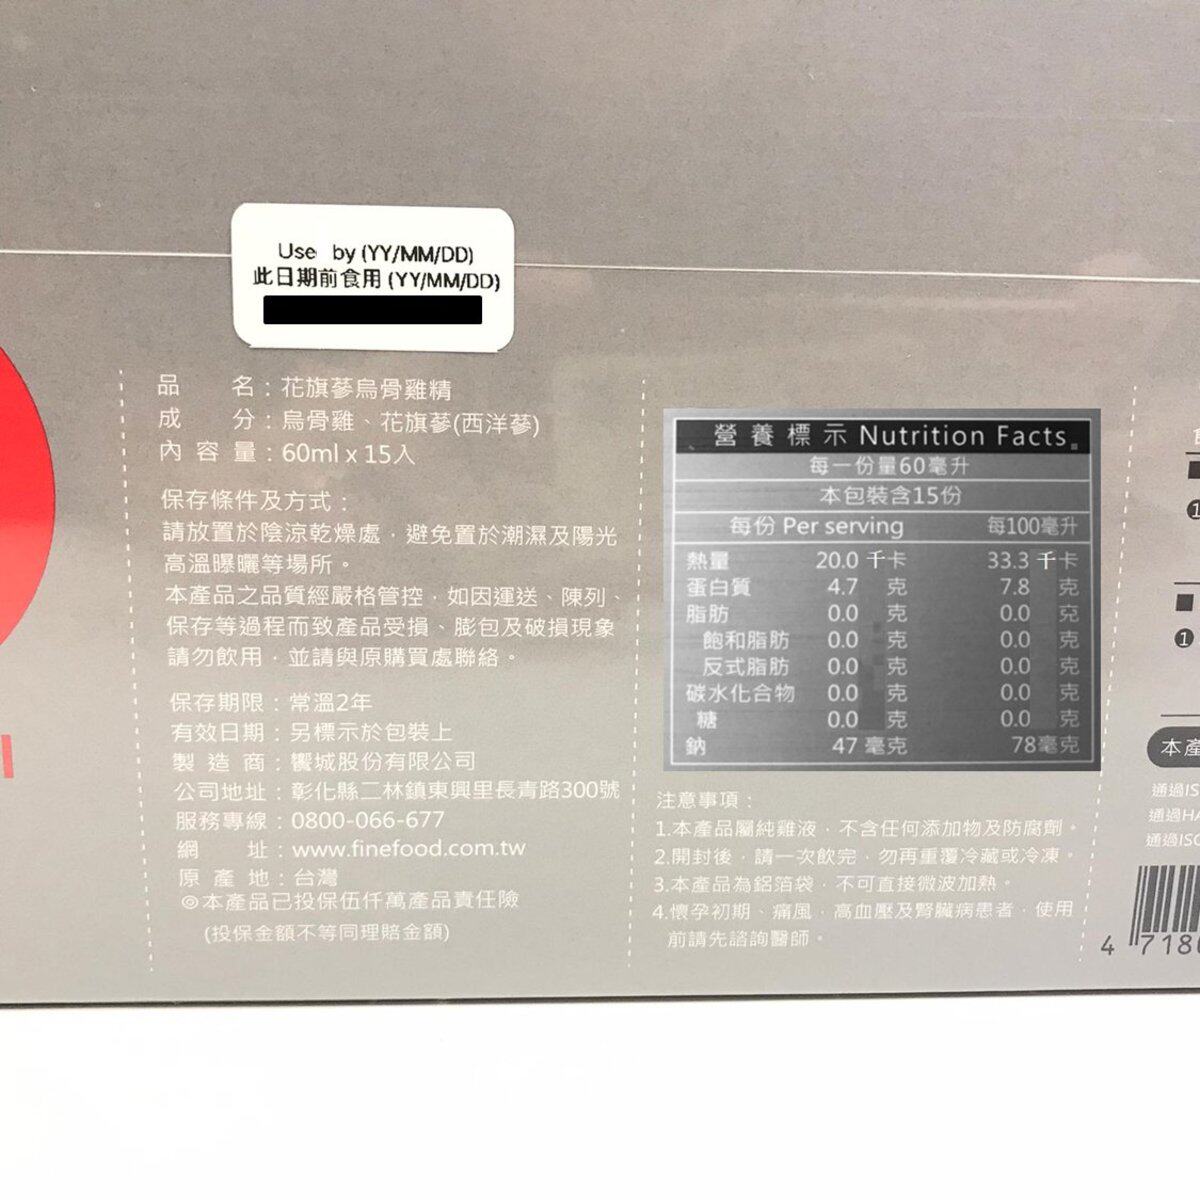 Use by (YY/MM/DD)
此日期前食用 (YY/MM/DD)
品 名：花旗蔘烏骨雞精
成 分：烏骨雞、花旗蔘(西洋蔘)
內 容 量：60ml x 15入
保存條件及方式：
請放置於陰涼乾燥處，避免置於潮濕及陽光
高溫曝曬等場所。
本產品之品質經嚴格管控，如因運送、陳列、
保存等過程而致產品受損、膨包及破損現象
請勿飲用，並請與原購買處聯絡。
保存期限：常溫2年
有效日期：另標示於包裝上
製 造 商：饗城股份有限公司
公司地址：彰化縣二林鎮東興里長青路300號
服務專線：0800-066-677
網 址：www.finefood.com.tw
原 產 地：台灣
◎本產品已投保伍仟萬產品責任險
(投保金額不等同理賠金額)
營養標示 Nutrition Facts
每一份量60毫升
本包裝含15份
每份 Per serving 每100毫升
熱量 20.0 千卡 33.3 千卡
蛋白質 4.7 克 7.8 克
脂肪 0.0 克 0.0 克
飽和脂肪 0.0 克 0.0 克
反式脂肪 0.0 克 0.0 克
碳水化合物 0.0 克 0.0 克
糖 0.0 克 0.0 克
鈉 47 毫克 78毫克
注意事項：
1.本產品屬純雞液，不含任何添加物及防腐劑。
2.開封後，請一次飲完，勿再重覆冷藏或冷凍。
3.本產品為鋁箔袋，不可直接微波加熱。
4.懷孕初期、痛風，高血壓及腎臟病患者，使用
前請先諮詢醫師。
❶
❶
本產
通過IS
通過HA
通過ISO
4 718